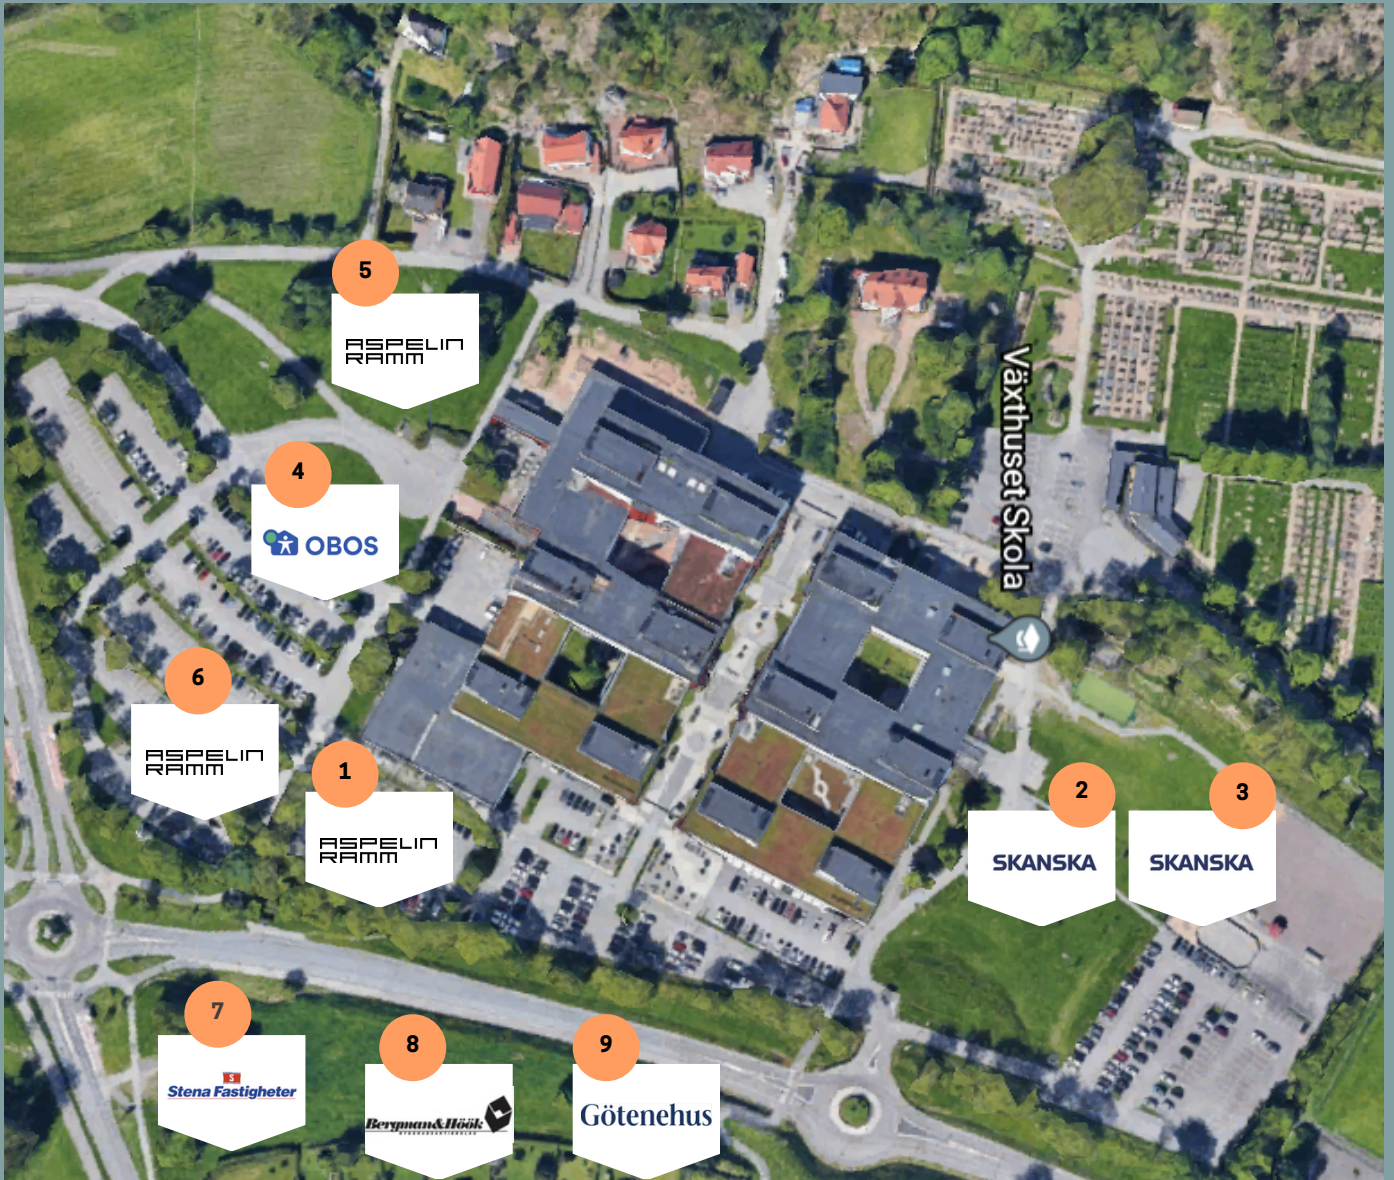 5
ASPELIN
RAMM
4
OBOS
Växthuset Skola
6
ASPELIN
RAMM
1
ASPELIN
RAMM
2
SKANSKA
3
SKANSKA
7
S
Stena Fastigheter
8
Bergman&Höök
9
Götenehus